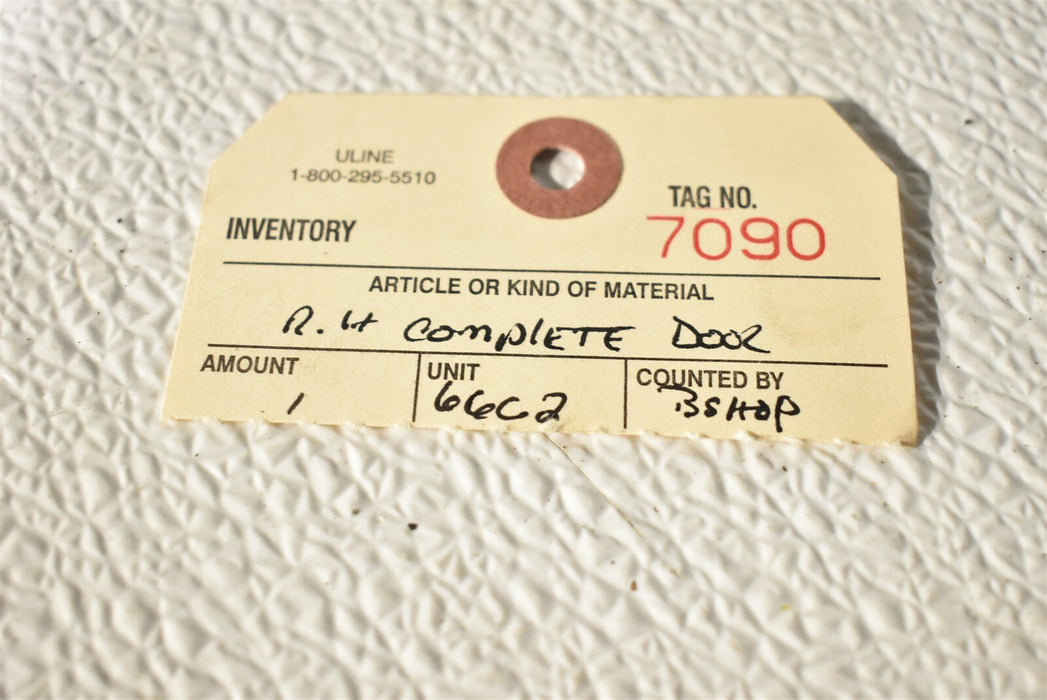 ULINE
1-800-295-5510
TAG NO.
7090
INVENTORY
ARTICLE OR KIND OF MATERIAL
R.H COMPLETE DOOR
AMOUNT
1
UNIT
66C2
COUNTED BY
BSHOP